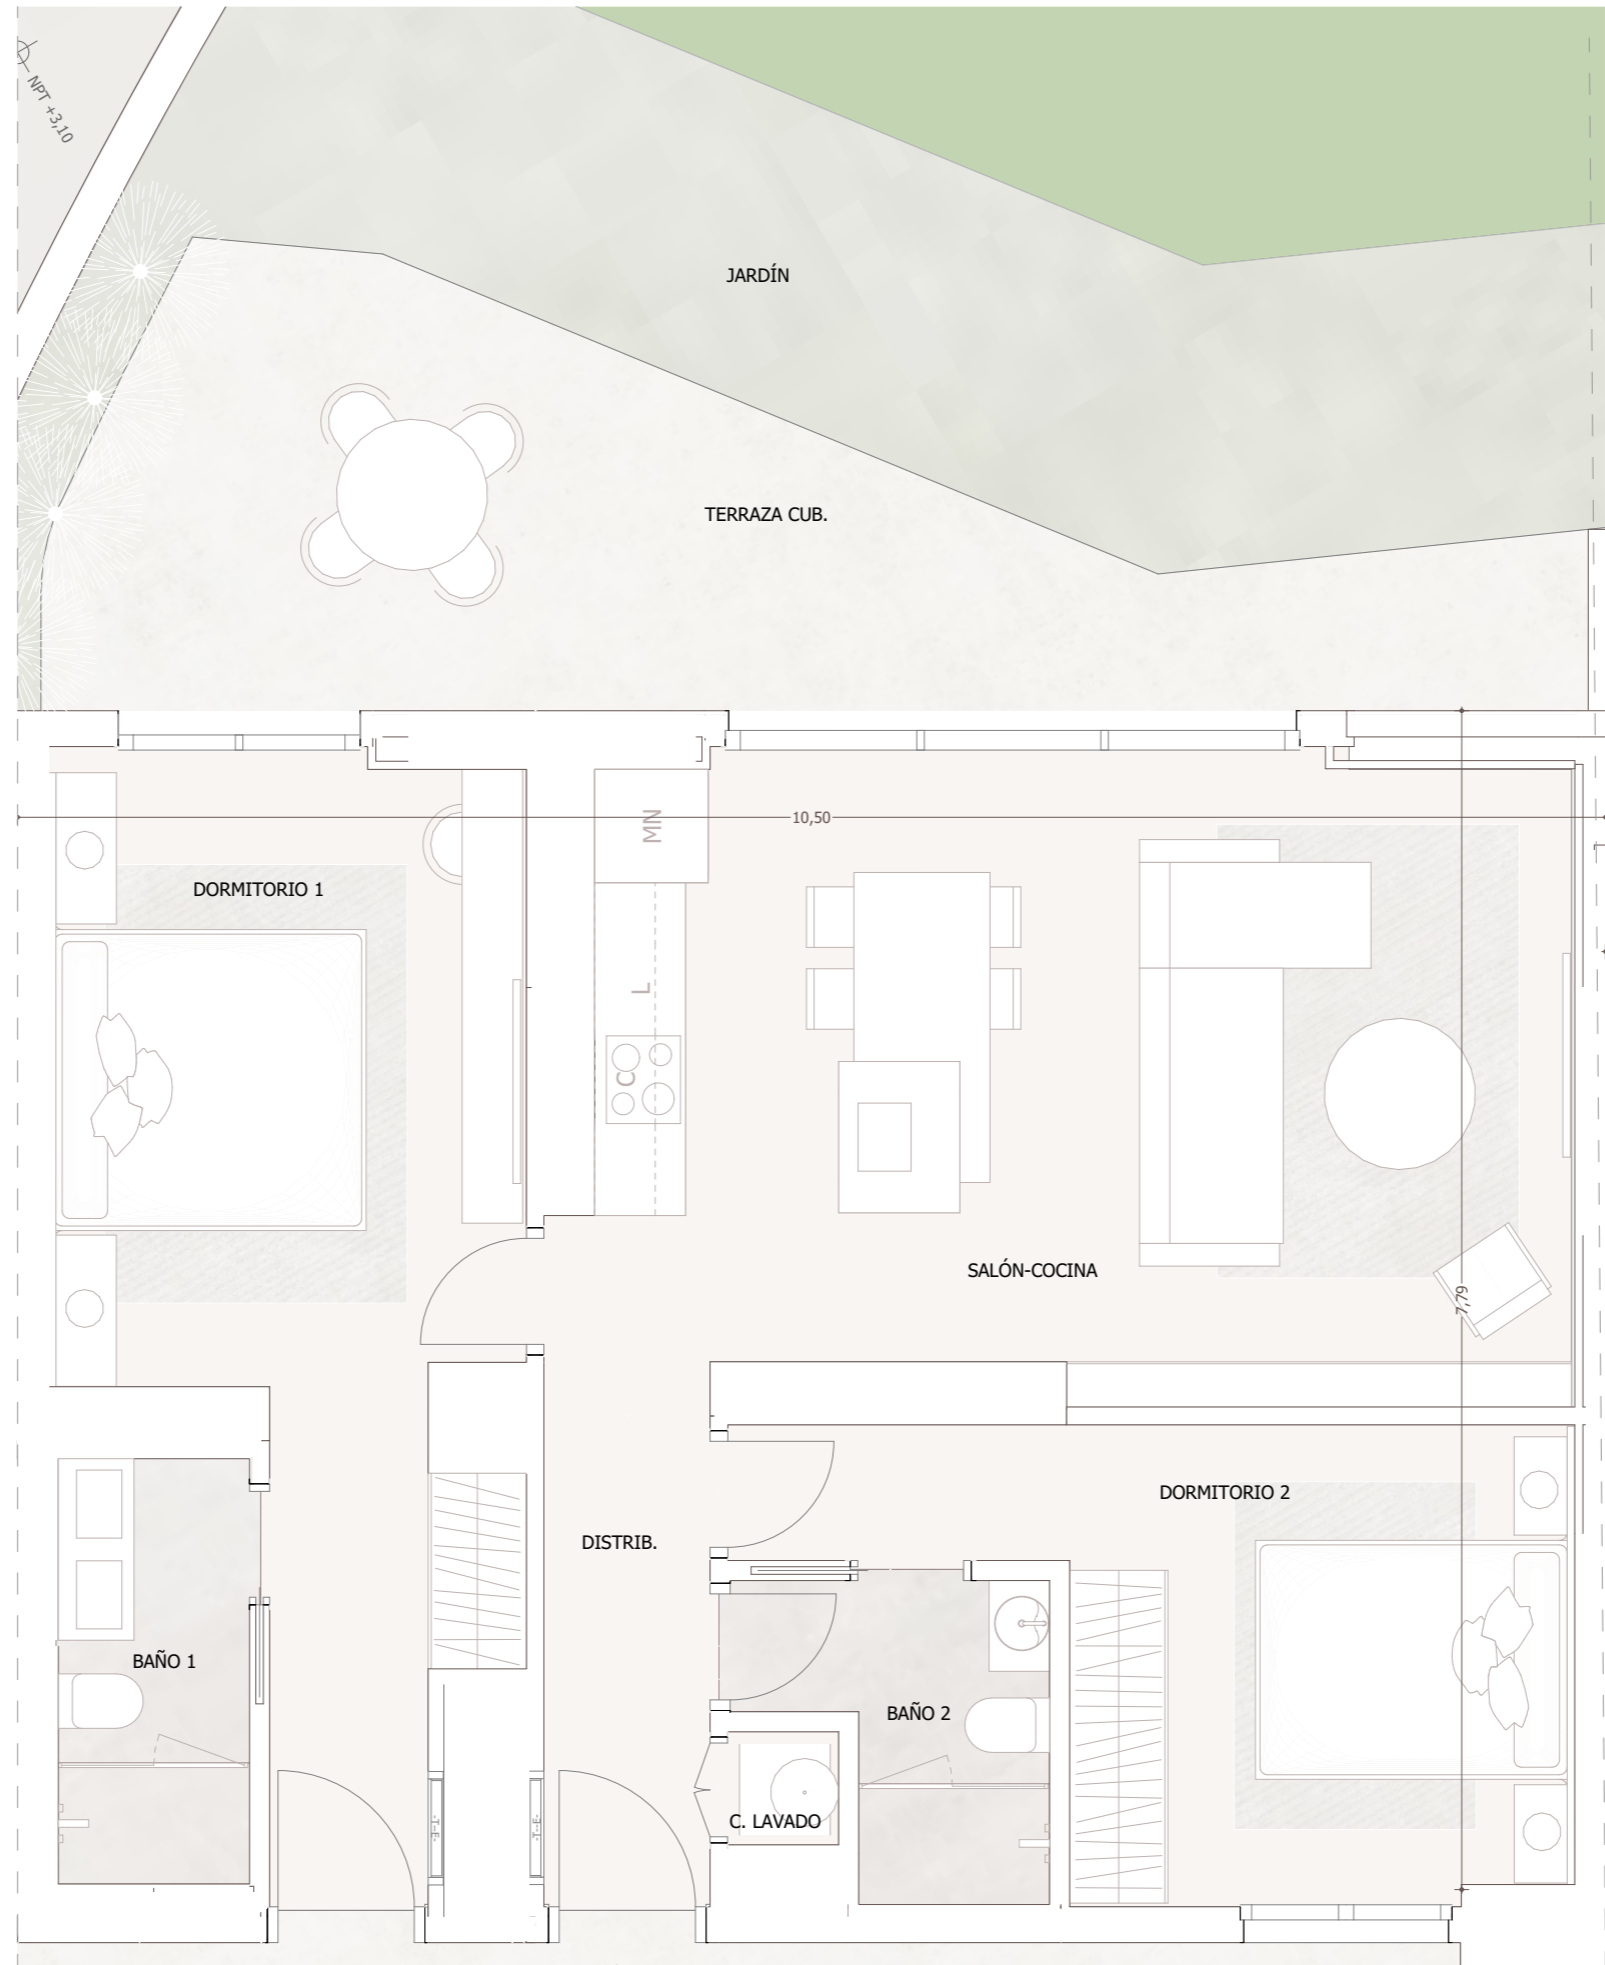 NPT +3,10
JARDÍN
TERRAZA CUB.
10,50
MN
DORMITORIO 1
L
C
SALÓN-COCINA
7,79
DORMITORIO 2
DISTRIB.
BAÑO 1
BAÑO 2
C. LAVADO
-T-E-
-T-E-